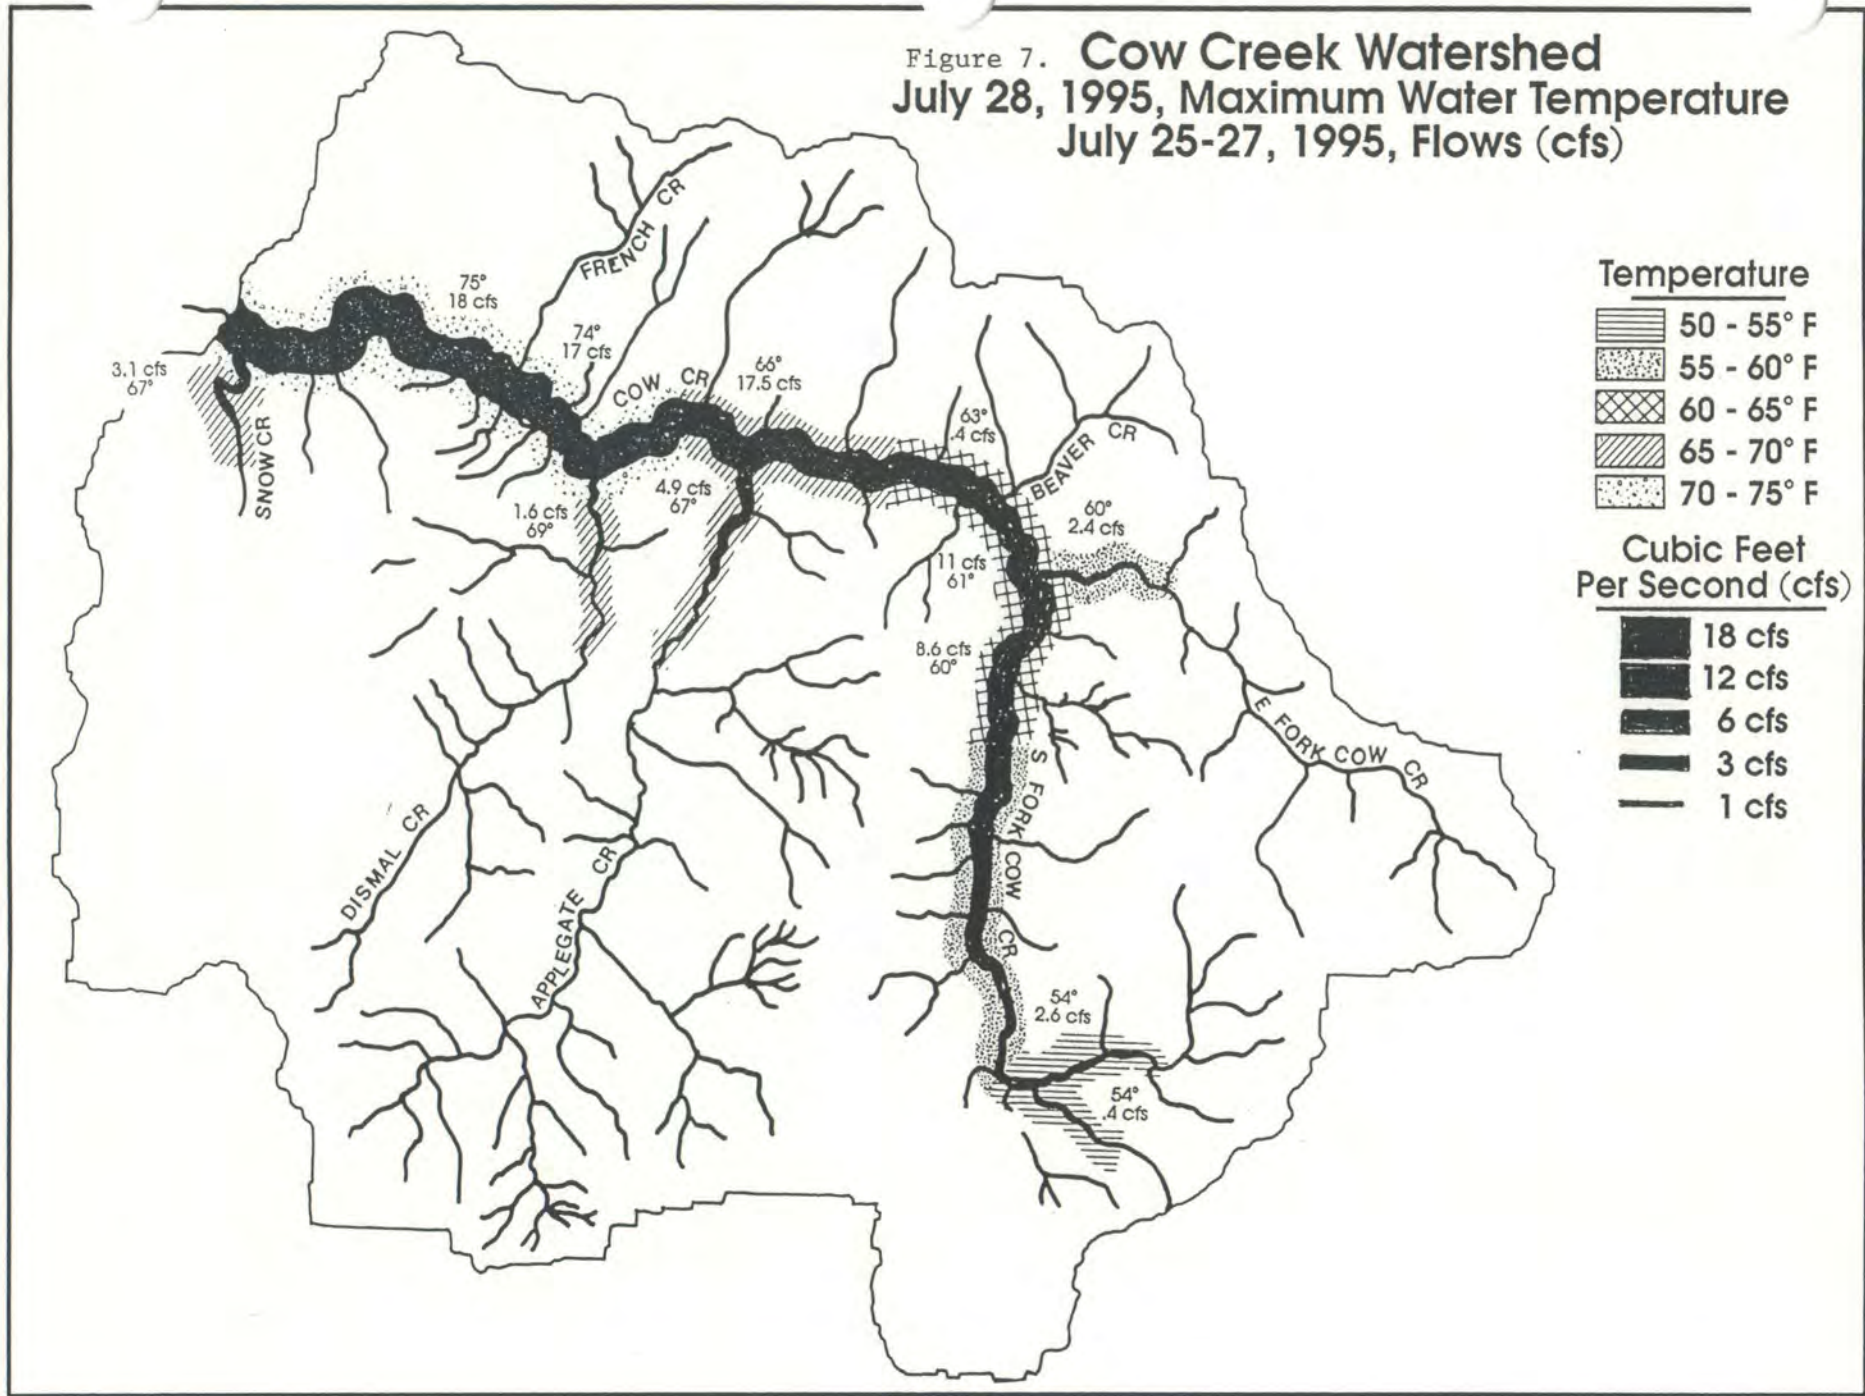 Figure 7. Cow Creek Watershed
July 28, 1995, Maximum Water Temperature
July 25-27, 1995, Flows (cfs)
FRENCH CR
75°
18 cfs
74°
17 cfs
COW CR
66°
17.5 cfs
3.1 cfs
67°
SNOW CR
63°
.4 cfs
BEAVER CR
4.9 cfs
67°
1.6 cfs
69°
60°
2.4 cfs
11 cfs
61°
8.6 cfs
60°
E FORK COW CR
S FORK COW CR
DISMAL CR
APPLEGATE CR
54°
2.6 cfs
54°
.4 cfs
Temperature
50 - 55° F
55 - 60° F
60 - 65° F
65 - 70° F
70 - 75° F
Cubic Feet
Per Second (cfs)
18 cfs
12 cfs
6 cfs
3 cfs
1 cfs